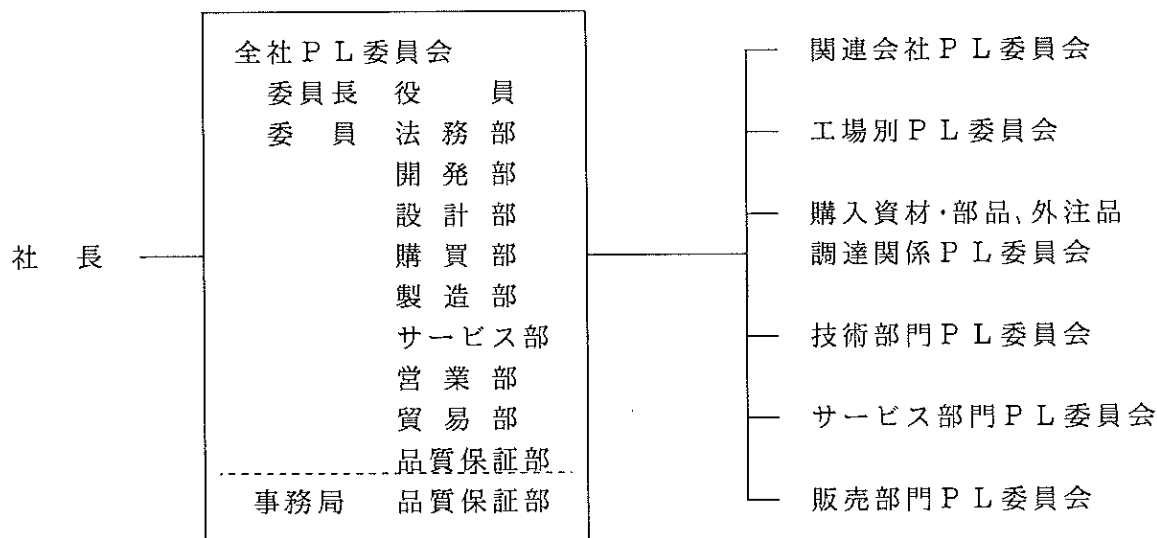 全社PL委員会
委員長 役員
委員 法務部
開発部
設計部
購買部
製造部
サービス部
営業部
貿易部
品質保証部
事務局 品質保証部
社長
関連会社PL委員会
工場別PL委員会
購入資材・部品、外注品
調達関係PL委員会
技術部門PL委員会
サービス部門PL委員会
販売部門PL委員会